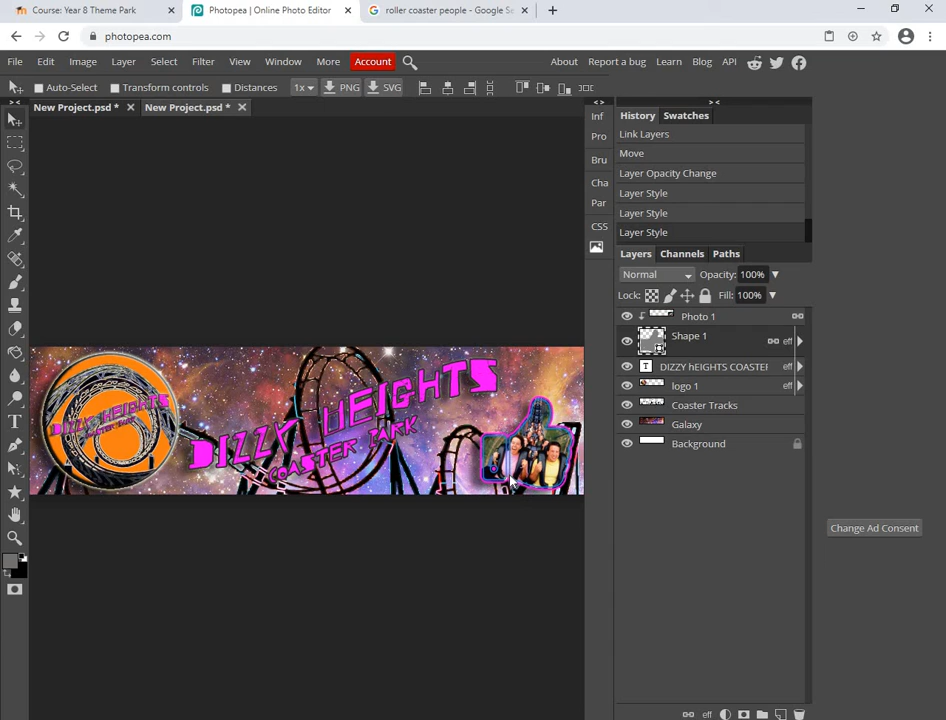 Course: Year 8 Theme Park
Photopea | Online Photo Editor
roller coaster people - Google Se
photopea.com
File Edit Image Layer Select Filter View Window More Account About Report a bug Learn Blog API
Auto-Select Transform controls Distances 1x PNG SVG
New Project.psd * New Project.psd *
Inf
Pro
Bru
Cha
Par
CSS
History Swatches
Link Layers
Move
Layer Opacity Change
Layer Style
Layer Style
Layer Style
Layers Channels Paths
Normal Opacity: 100%
Lock: Fill: 100%
Photo 1
Shape 1 eff
DIZZY hEIGHTS COASTER eff
logo 1 eff
Coaster Tracks
Galaxy
Background
DIZZY HEIGHTS
DIZZY HEIGHTS
COASTER PARK
Change Ad Consent
eff